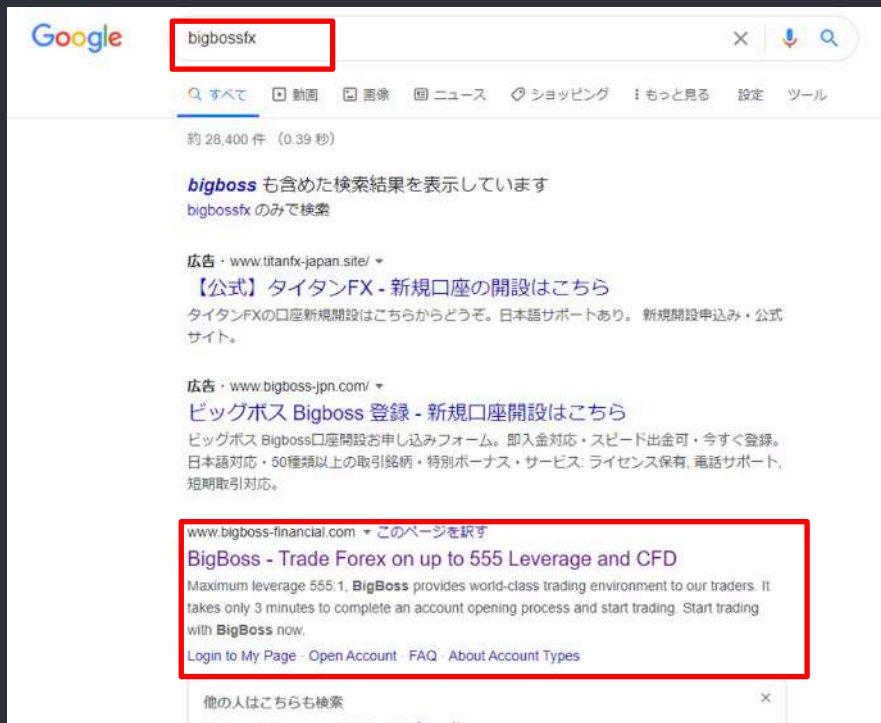 Google
bigbossfx
すべて 動画 画像 ニュース ショッピング もっと見る 設定 ツール
約 28,400 件 (0.39 秒)
bigboss も含めた検索結果を表示しています
bigbossfx のみで検索
広告・www.titanfx-japan.site/
【公式】タイタンFX - 新規口座の開設はこちら
タイタンFXの口座新規開設はこちらからどうぞ。日本語サポートあり。 新規開設申込み・公式
サイト。
広告・www.bigboss-jpn.com/
ビッグボス Bigboss 登録 - 新規口座開設はこちら
ビッグボス Bigboss口座開設お申し込みフォーム。即入金対応・スピード出金可・今すぐ登録。
日本語対応・50種類以上の取引銘柄・特別ボーナス・サービス: ライセンス保有, 電話サポート,
短期取引対応。
www.bigboss-financial.com このページを訳す
BigBoss - Trade Forex on up to 555 Leverage and CFD
Maximum leverage 555:1, BigBoss provides world-class trading environment to our traders. It
takes only 3 minutes to complete an account opening process and start trading. Start trading
with BigBoss now.
Login to My Page · Open Account · FAQ · About Account Types
他の人はこちらも検索